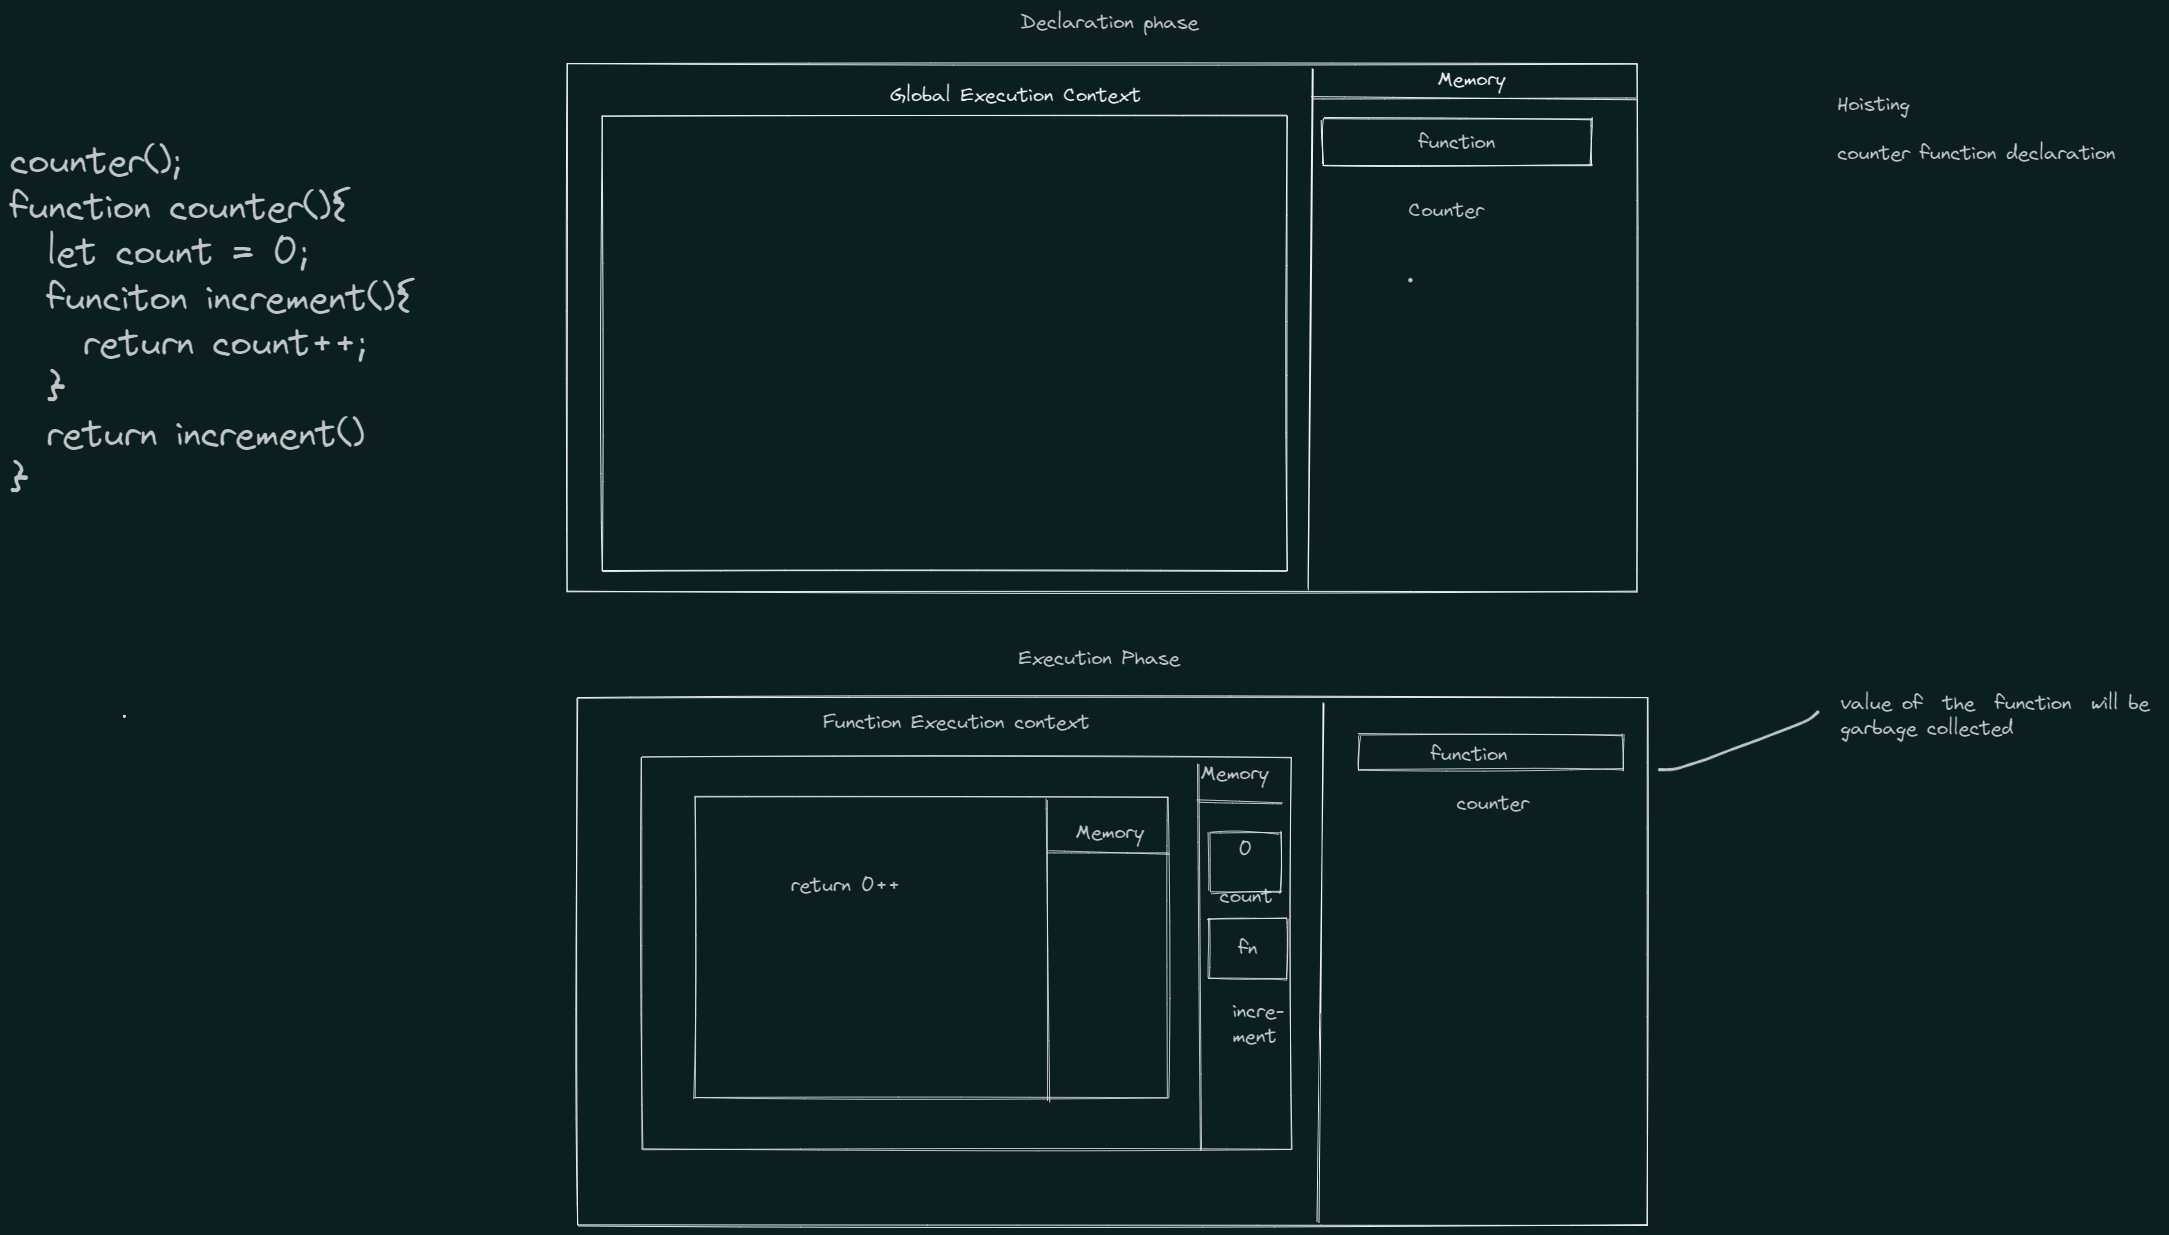 Declaration phase
Global Execution Context
Memory
function
Counter
Hoisting
counter function declaration
counter();
function counter(){
let count = 0;
funciton increment(){
return count++;
}
return increment()
}
Execution Phase
Function Execution context
Memory
Memory
return 0++
0
count
fn
incre-
ment
function
counter
value of the function will be
garbage collected